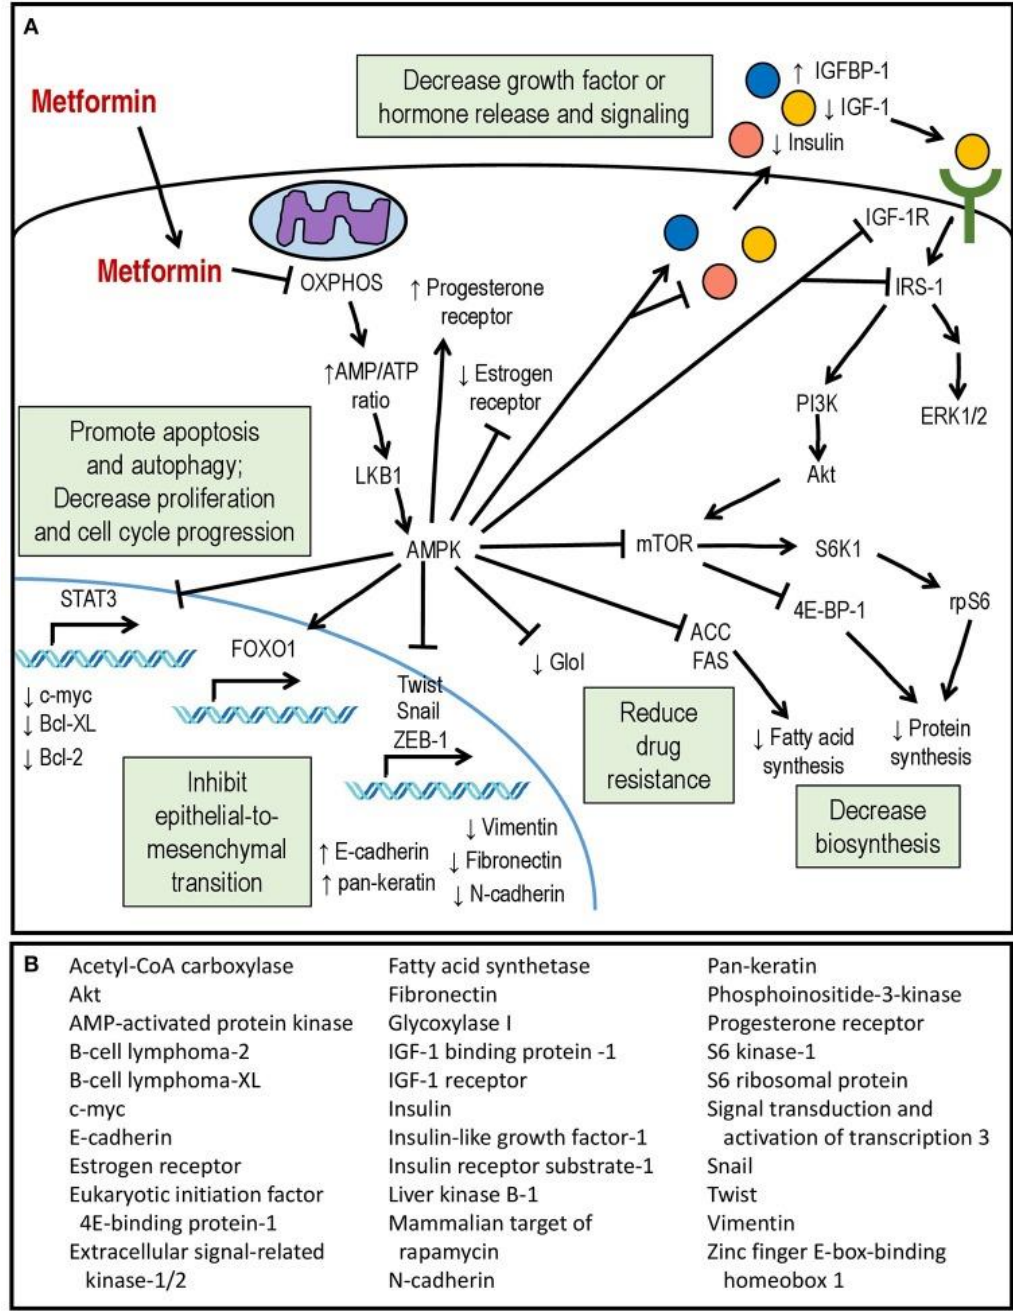 A
Metformin
Decrease growth factor or
hormone release and signaling
↑ IGFBP-1
↓ IGF-1
↓ Insulin
Metformin
OXPHOS
IGF-1R
IRS-1
↑ Progesterone
receptor
↑AMP/ATP
ratio
↓ Estrogen
receptor
PI3K
ERK1/2
Promote apoptosis
and autophagy;
Decrease proliferation
and cell cycle progression
LKB1
Akt
AMPK
mTOR
S6K1
4E-BP-1
rpS6
STAT3
FOXO1
↓ GloI
ACC
FAS
↓ c-myc
↓ Bcl-XL
↓ Bcl-2
Twist
Snail
ZEB-1
Reduce
drug
resistance
↓ Fatty acid
synthesis
↓ Protein
synthesis
Inhibit
epithelial-to-
mesenchymal
transition
↑ E-cadherin
↑ pan-keratin
↓ Vimentin
↓ Fibronectin
↓ N-cadherin
Decrease
biosynthesis
B
Acetyl-CoA carboxylase
Akt
AMP-activated protein kinase
B-cell lymphoma-2
B-cell lymphoma-XL
c-myc
E-cadherin
Estrogen receptor
Eukaryotic initiation factor
4E-binding protein-1
Extracellular signal-related
kinase-1/2
Fatty acid synthetase
Fibronectin
Glycoxylase I
IGF-1 binding protein -1
IGF-1 receptor
Insulin
Insulin-like growth factor-1
Insulin receptor substrate-1
Liver kinase B-1
Mammalian target of
rapamycin
N-cadherin
Pan-keratin
Phosphoinositide-3-kinase
Progesterone receptor
S6 kinase-1
S6 ribosomal protein
Signal transduction and
activation of transcription 3
Snail
Twist
Vimentin
Zinc finger E-box-binding
homeobox 1